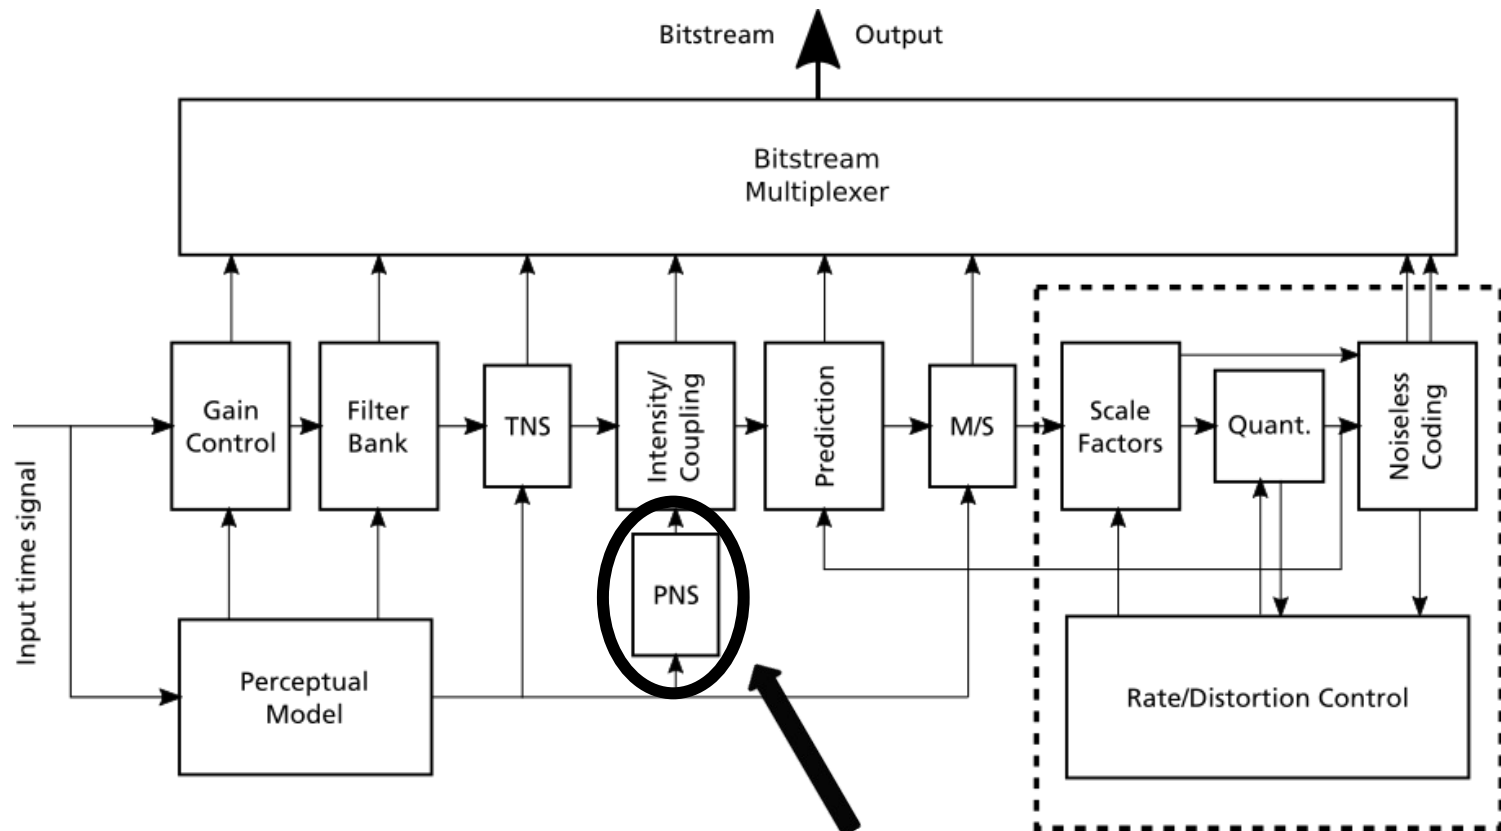 Bitstream Output
Bitstream
Multiplexer
Gain
Control
Filter
Bank
TNS
Intensity/
Coupling
Prediction
M/S
Scale
Factors
Quant.
Noiseless
Coding
Input time signal
PNS
Perceptual
Model
Rate/Distortion Control